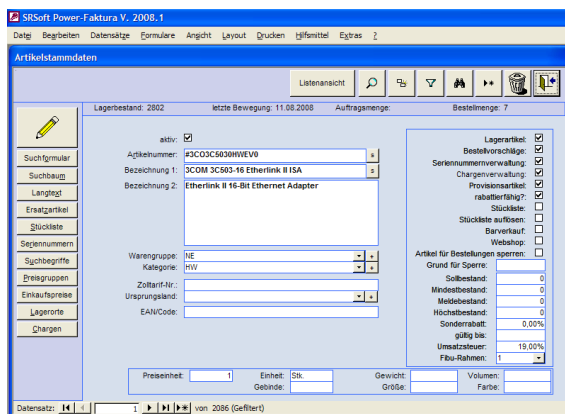 SRSoft Power-Faktura V. 2008.1
Datei Bearbeiten Datensätze Formulare Ansicht Layout Drucken Hilfsmittel Extras ?
Artikelstammdaten
Listenansicht
Lagerbestand: 2802 letzte Bewegung: 11.08.2008 Auftragsmenge: Bestellmenge: 7
Suchformular
Suchbaum
Langtext
Ersatzartikel
Stückliste
Seriennummern
Suchbegriffe
Preisgruppen
Einkaufspreise
Lagerorte
Chargen
aktiv:
Artikelnummer: #3CO3C5030HWEV0 s
Bezeichnung 1: 3COM 3C503-16 Etherlink II ISA s
Bezeichnung 2: Etherlink II 16-Bit Ethernet Adapter
Warengruppe: NE +
Kategorie: HW +
Zolltarif-Nr.:
Ursprungsland: +
EAN/Code:
Lagerartikel:
Bestellvorschläge:
Seriennummernverwaltung:
Chargenverwaltung:
Provisionsartikel:
rabattierfähig?:
Stückliste:
Stückliste auflösen:
Barverkauf:
Webshop:
Artikel für Bestellungen sperren:
Grund für Sperre:
Sollbestand: 0
Mindestbestand: 0
Meldebestand: 0
Höchstbestand: 0
Sonderrabatt: 0,00%
gültig bis:
Umsatzsteuer: 19,00%
Fibu-Rahmen: 1
Preiseinheit: 1 Einheit: Stk. Gewicht: Volumen:
Gebinde: Größe: Farbe:
Datensatz: 1 von 2086 (Gefiltert)